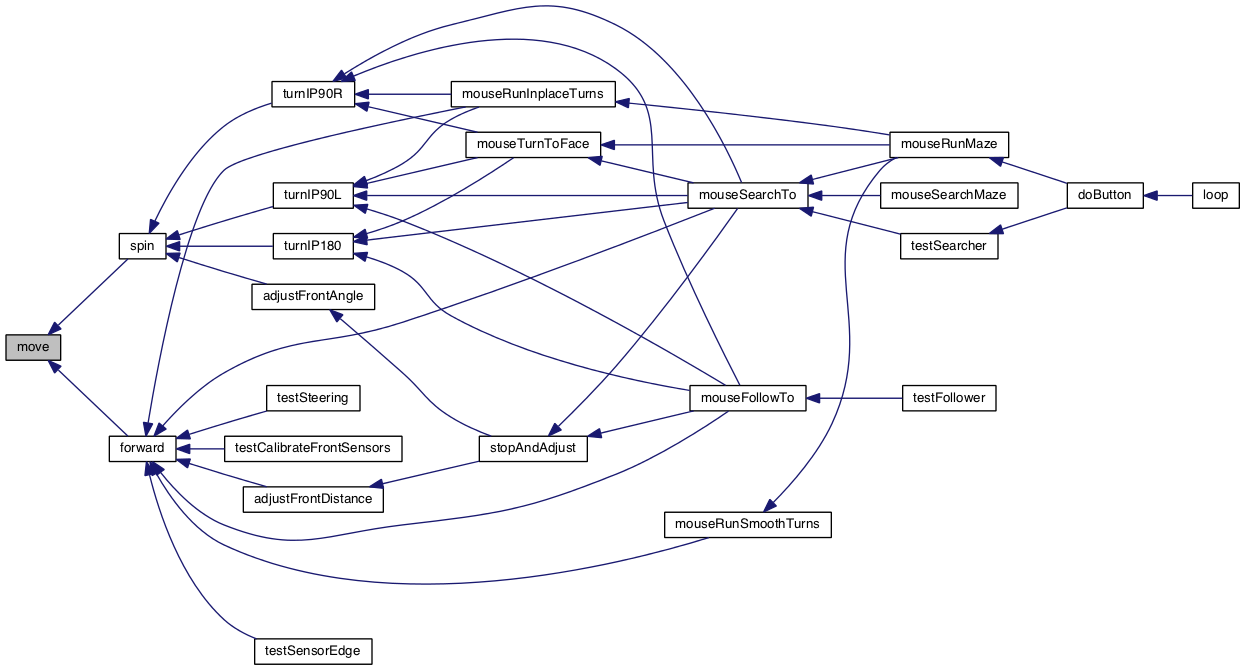 turnIP90R
mouseRunInplaceTurns
mouseTurnToFace
mouseRunMaze
turnIP90L
mouseSearchTo
mouseSearchMaze
doButton
loop
spin
turnIP180
testSearcher
adjustFrontAngle
move
testSteering
mouseFollowTo
testFollower
forward
testCalibrateFrontSensors
stopAndAdjust
adjustFrontDistance
mouseRunSmoothTurns
testSensorEdge